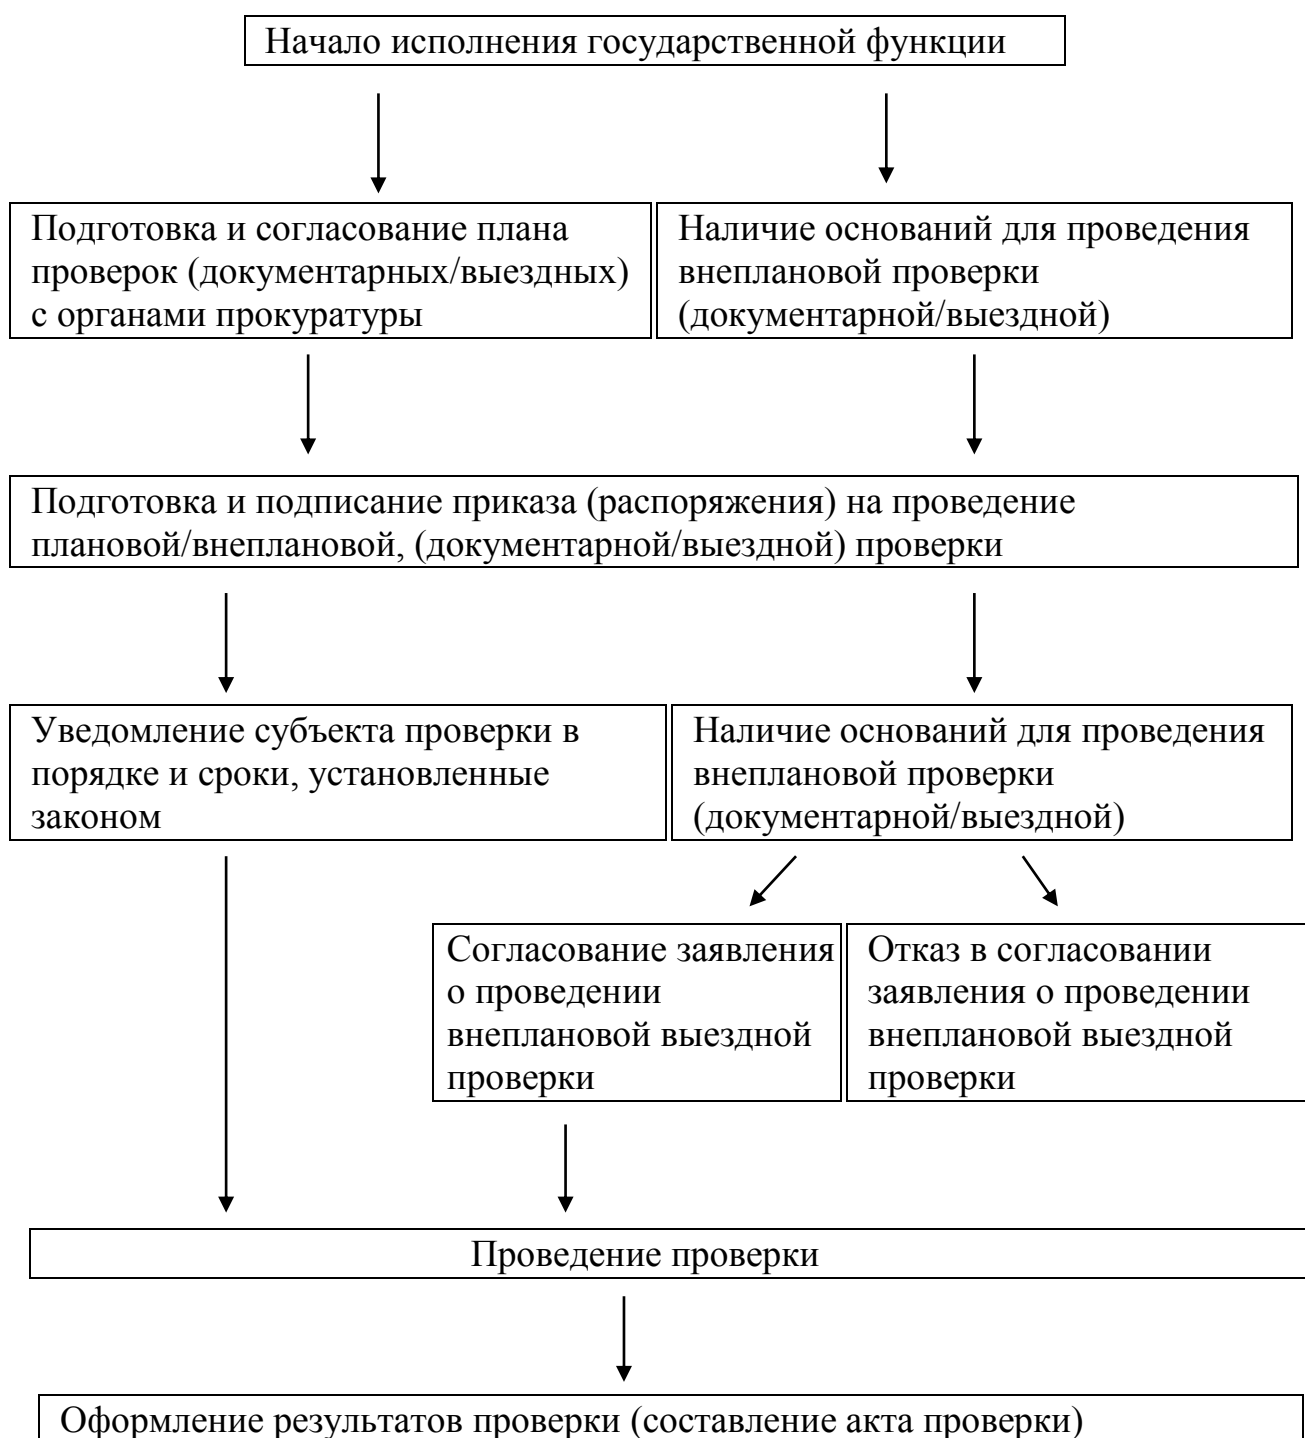 Начало исполнения государственной функции
Подготовка и согласование плана
проверок (документарных/выездных)
с органами прокуратуры
Наличие оснований для проведения
внеплановой проверки
(документарной/выездной)
Подготовка и подписание приказа (распоряжения) на проведение
плановой/внеплановой, (документарной/выездной) проверки
Уведомление субъекта проверки в
порядке и сроки, установленные
законом
Наличие оснований для проведения
внеплановой проверки
(документарной/выездной)
Согласование заявления
о проведении
внеплановой выездной
проверки
Отказ в согласовании
заявления о проведении
внеплановой выездной
проверки
Проведение проверки
Оформление результатов проверки (составление акта проверки)